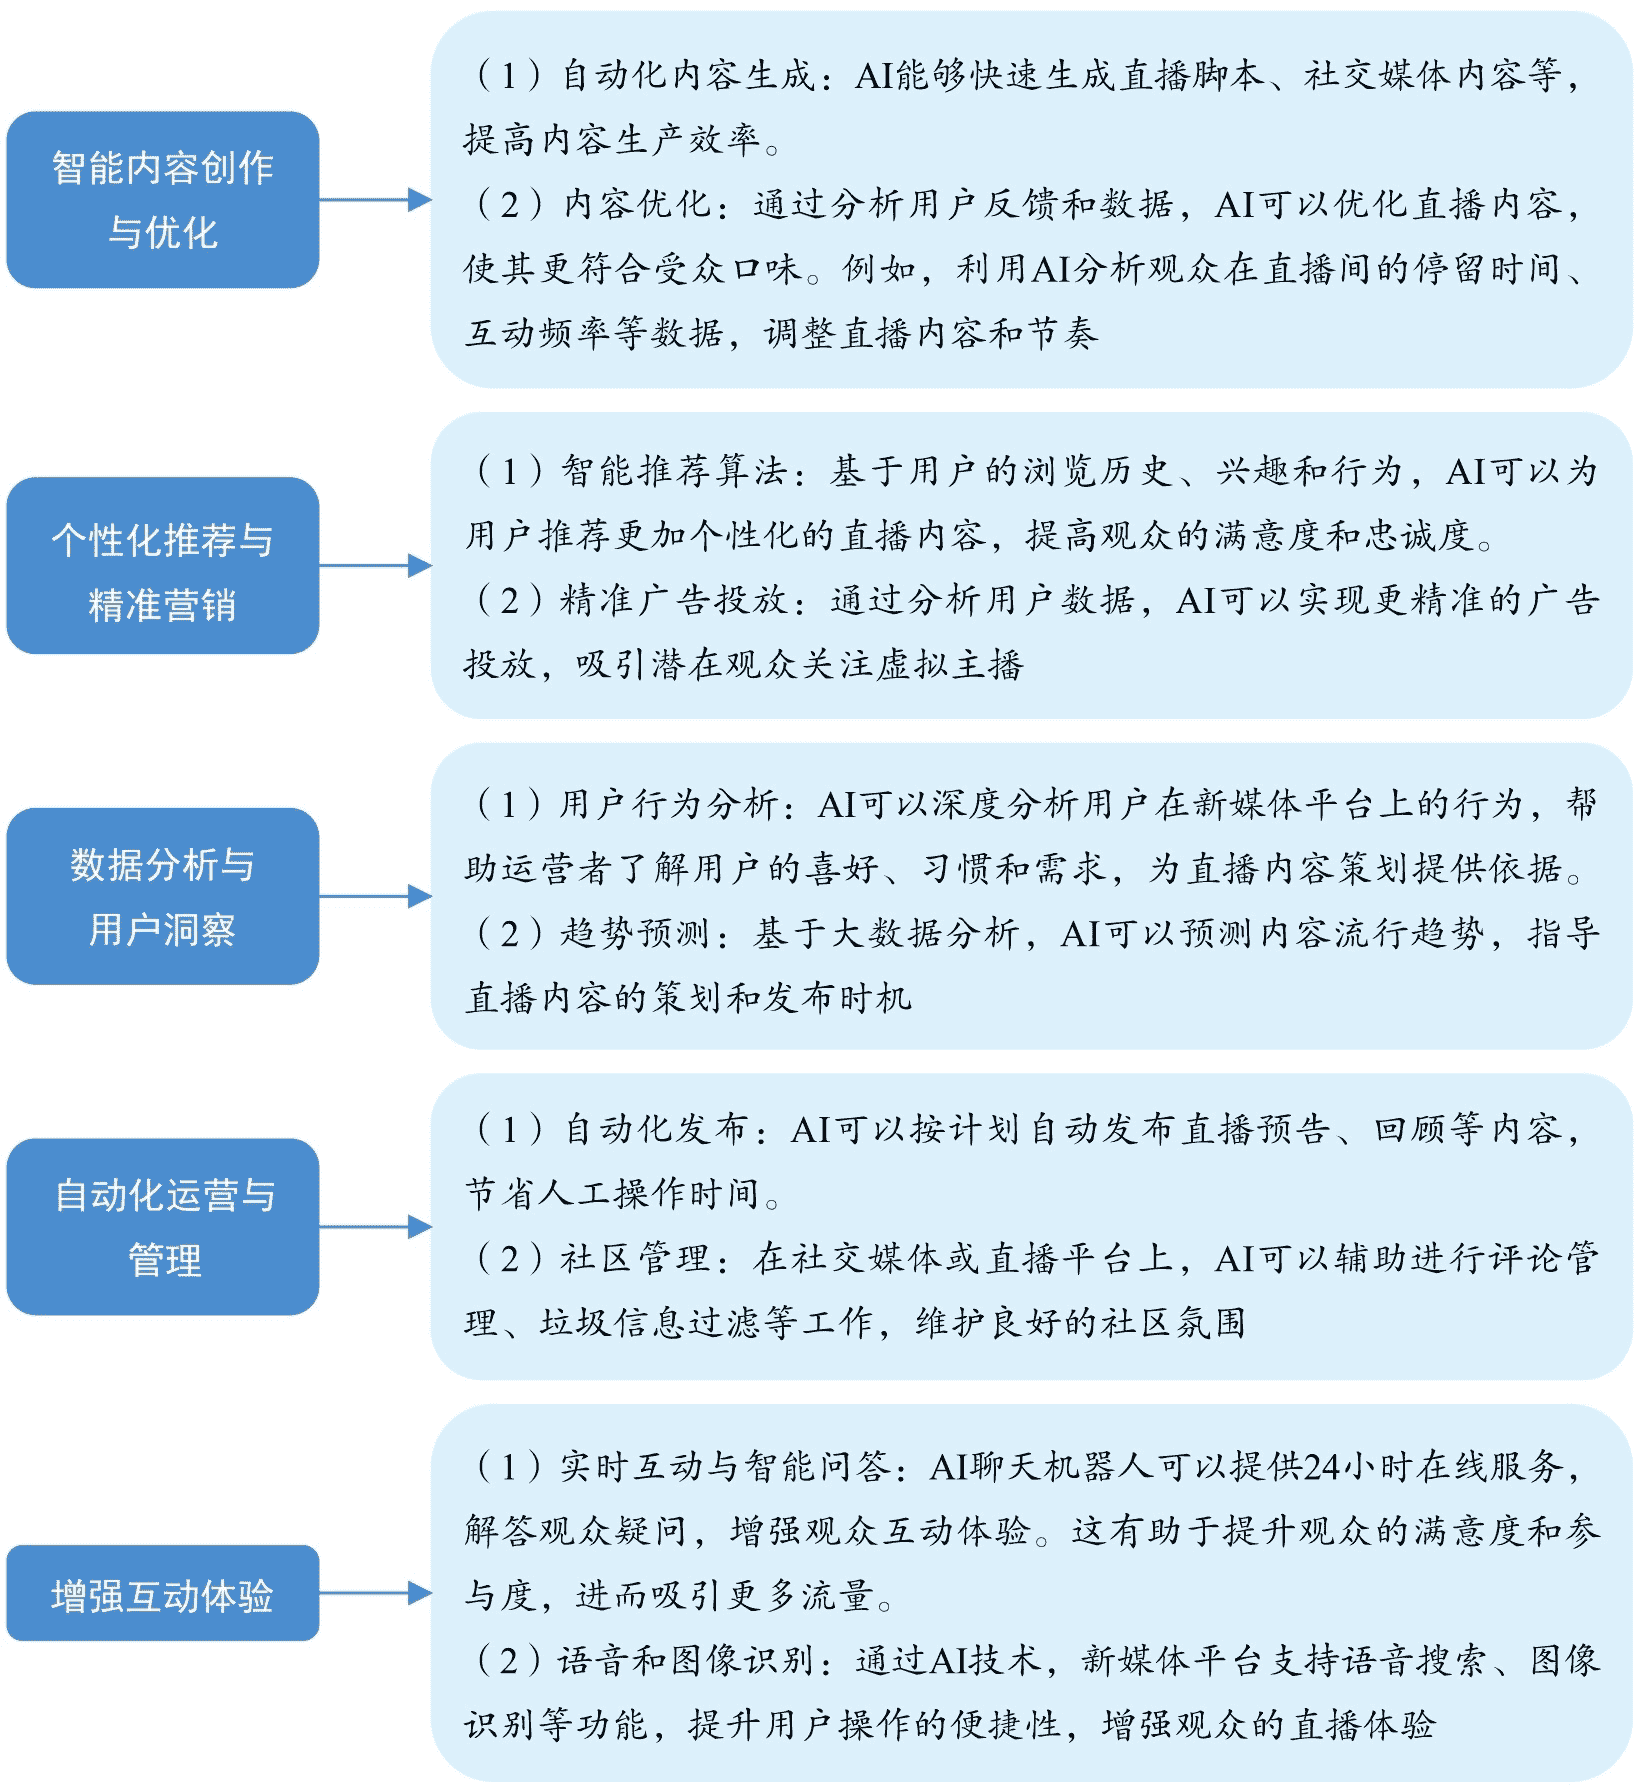 智能内容创作
与优化
（1）自动化内容生成：AI能够快速生成直播脚本、社交媒体内容等，
提高内容生产效率。
（2）内容优化：通过分析用户反馈和数据，AI可以优化直播内容，
使其更符合受众口味。例如，利用AI分析观众在直播间的停留时间、
互动频率等数据，调整直播内容和节奏
个性化推荐与
精准营销
（1）智能推荐算法：基于用户的浏览历史、兴趣和行为，AI可以为
用户推荐更加个性化的直播内容，提高观众的满意度和忠诚度。
（2）精准广告投放：通过分析用户数据，AI可以实现更精准的广告
投放，吸引潜在观众关注虚拟主播
数据分析与
用户洞察
（1）用户行为分析：AI可以深度分析用户在新媒体平台上的行为，帮
助运营者了解用户的喜好、习惯和需求，为直播内容策划提供依据。
（2）趋势预测：基于大数据分析，AI可以预测内容流行趋势，指导
直播内容的策划和发布时机
自动化运营与
管理
（1）自动化发布：AI可以按计划自动发布直播预告、回顾等内容，
节省人工操作时间。
（2）社区管理：在社交媒体或直播平台上，AI可以辅助进行评论管
理、垃圾信息过滤等工作，维护良好的社区氛围
增强互动体验
（1）实时互动与智能问答：AI聊天机器人可以提供24小时在线服务，
解答观众疑问，增强观众互动体验。这有助于提升观众的满意度和参
与度，进而吸引更多流量。
（2）语音和图像识别：通过AI技术，新媒体平台支持语音搜索、图像
识别等功能，提升用户操作的便捷性，增强观众的直播体验